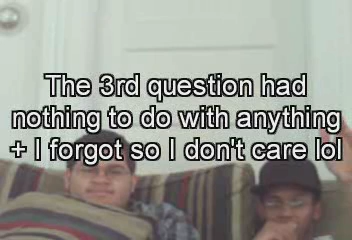 The 3rd question had
nothing to do with anything
+ I forgot so I don't care lol